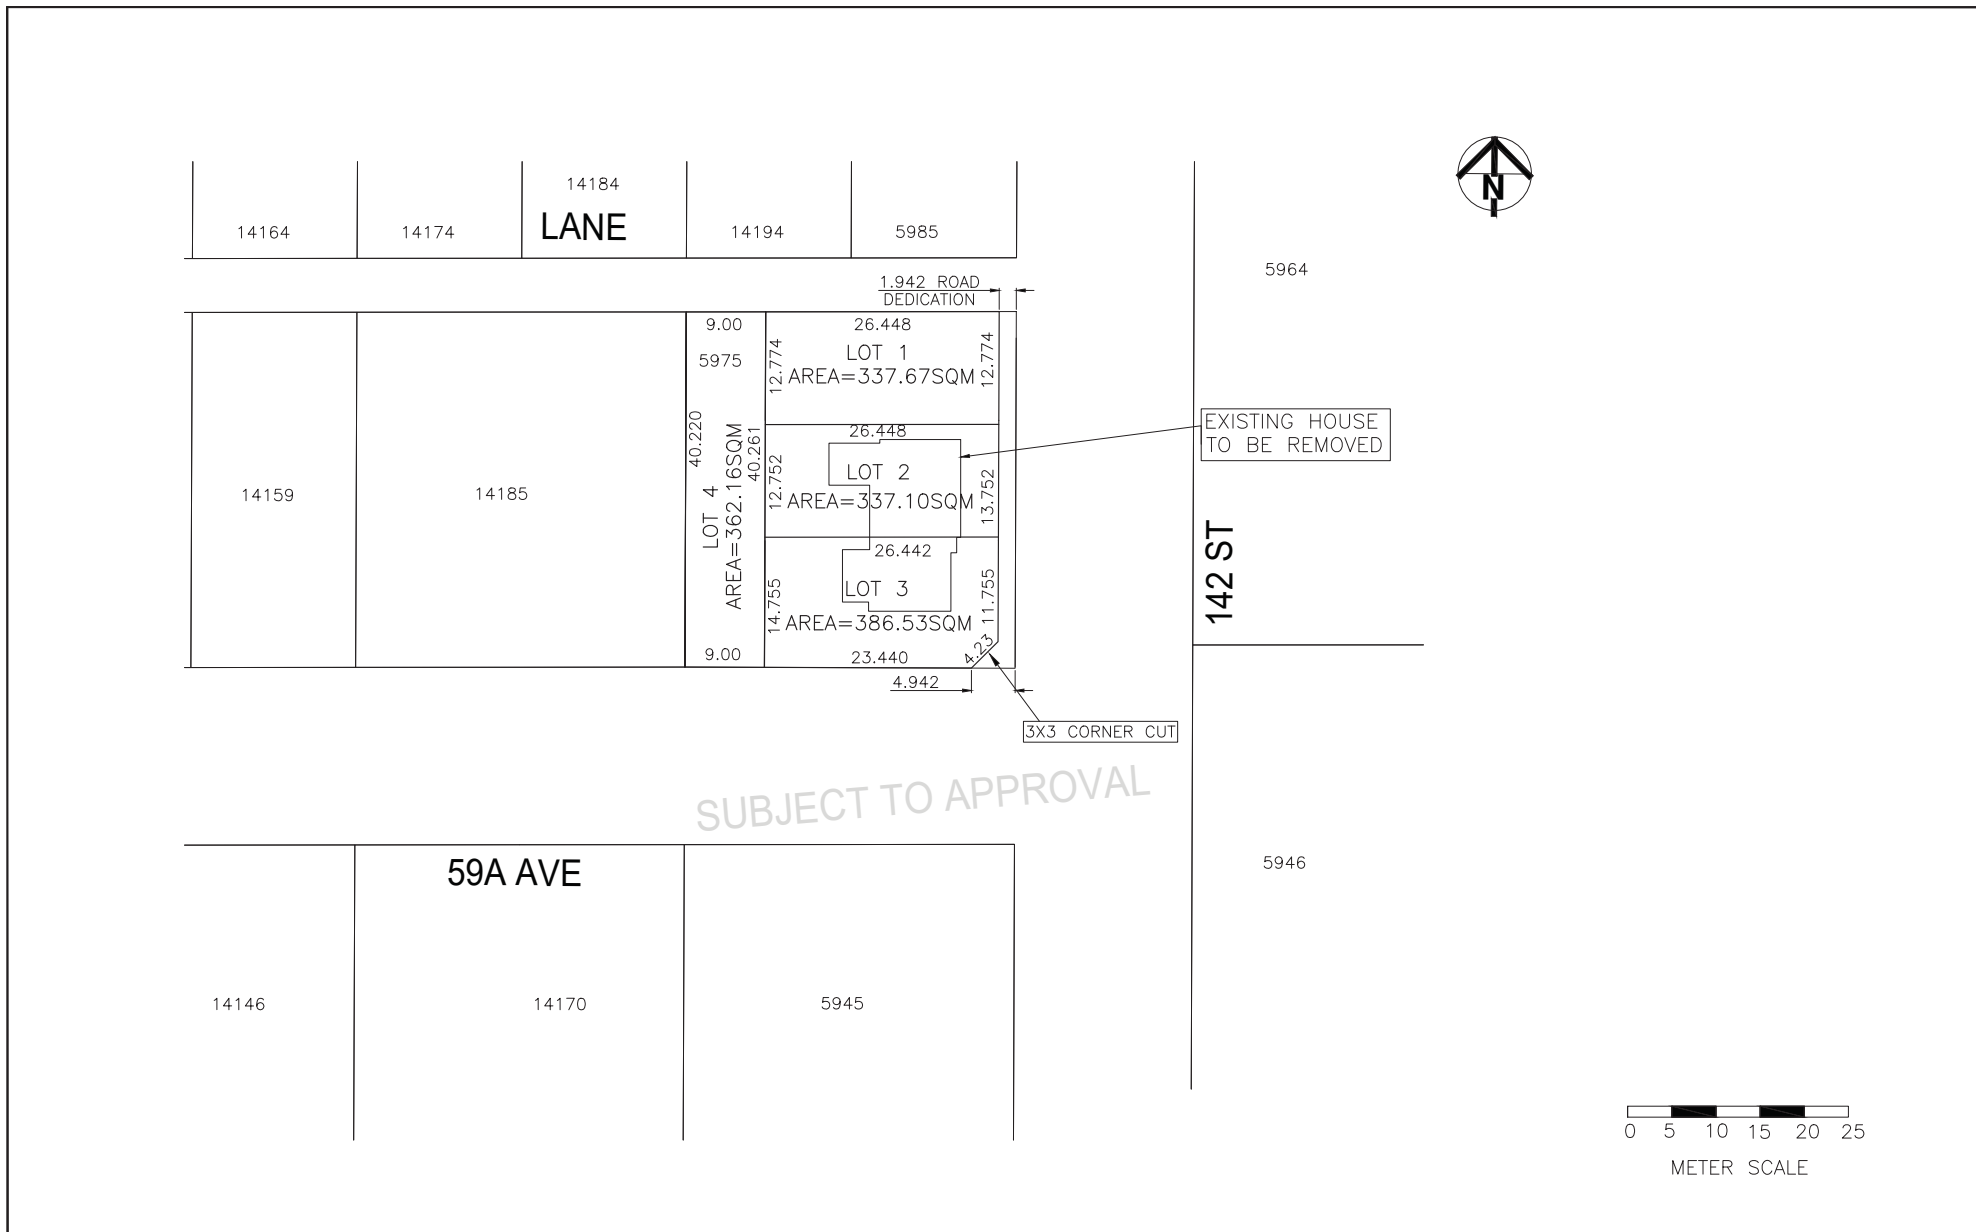 14184
14164
14174
LANE
14194
5985
N
5964
1.942 ROAD
DEDICATION
9.00
26.448
5975
12.774
LOT 1
AREA=337.67SQM
12.774
EXISTING HOUSE
TO BE REMOVED
40.220
LOT 4
AREA=362.16SQM
40.261
26.448
12.752
LOT 2
AREA=337.10SQM
13.752
14159
14185
142 ST
26.442
14.755
LOT 3
AREA=386.53SQM
11.755
9.00
23.440
4.23
4.942
3X3 CORNER CUT
SUBJECT TO APPROVAL
59A AVE
5946
14146
14170
5945
0 5 10 15 20 25
METER SCALE